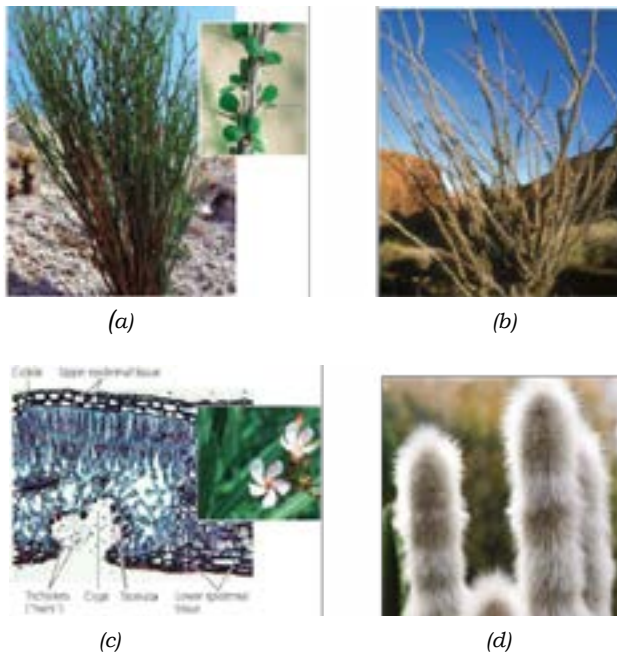 (a)
(b)
Cuticle Upper epidermal tissue
Trichomes Crypt Stomata Lower epidermal
("hairs") tissue
(c)
(d)